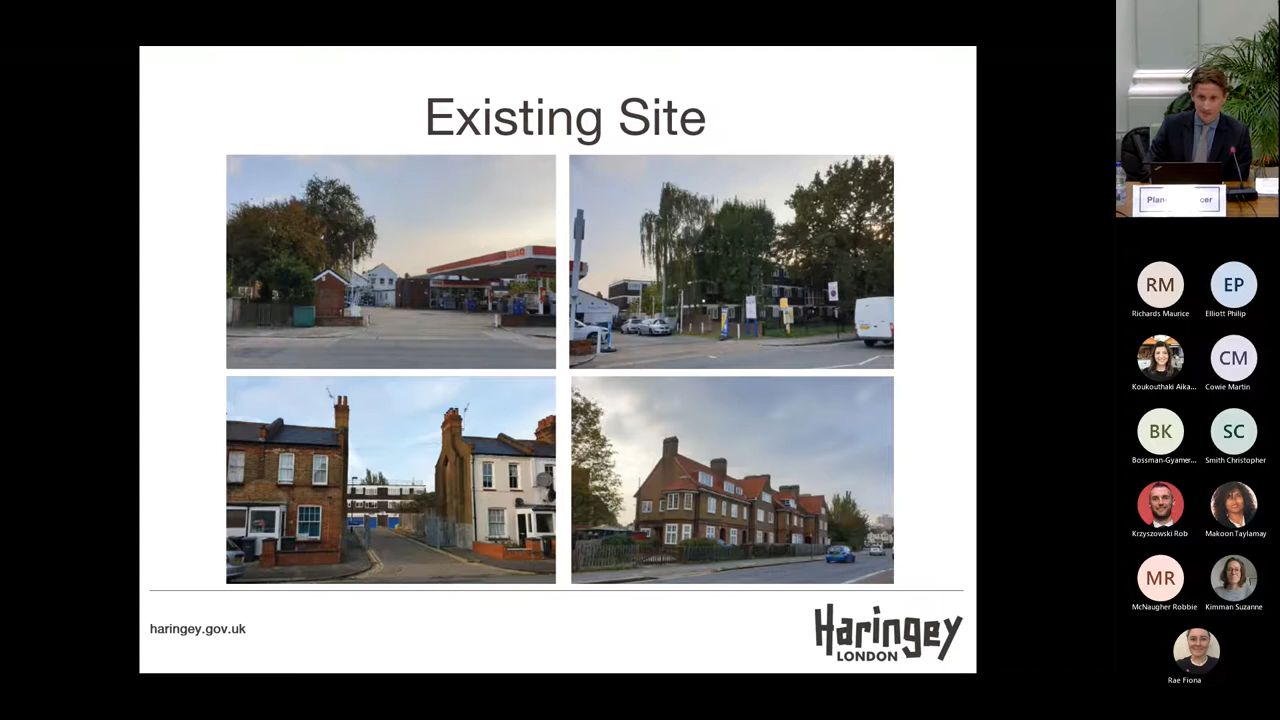 Existing Site
haringey.gov.uk
Haringey
LONDON
RM
Richards Maurice
EP
Elliott Philip
Koukouthaki Aika...
CM
Cowie Martin
BK
Bossman-Gyamer...
SC
Smith Christopher
Krzyszowski Rob
Makoon Taylamay
MR
McNaugher Robbie
Kimman Suzanne
Rae Fiona